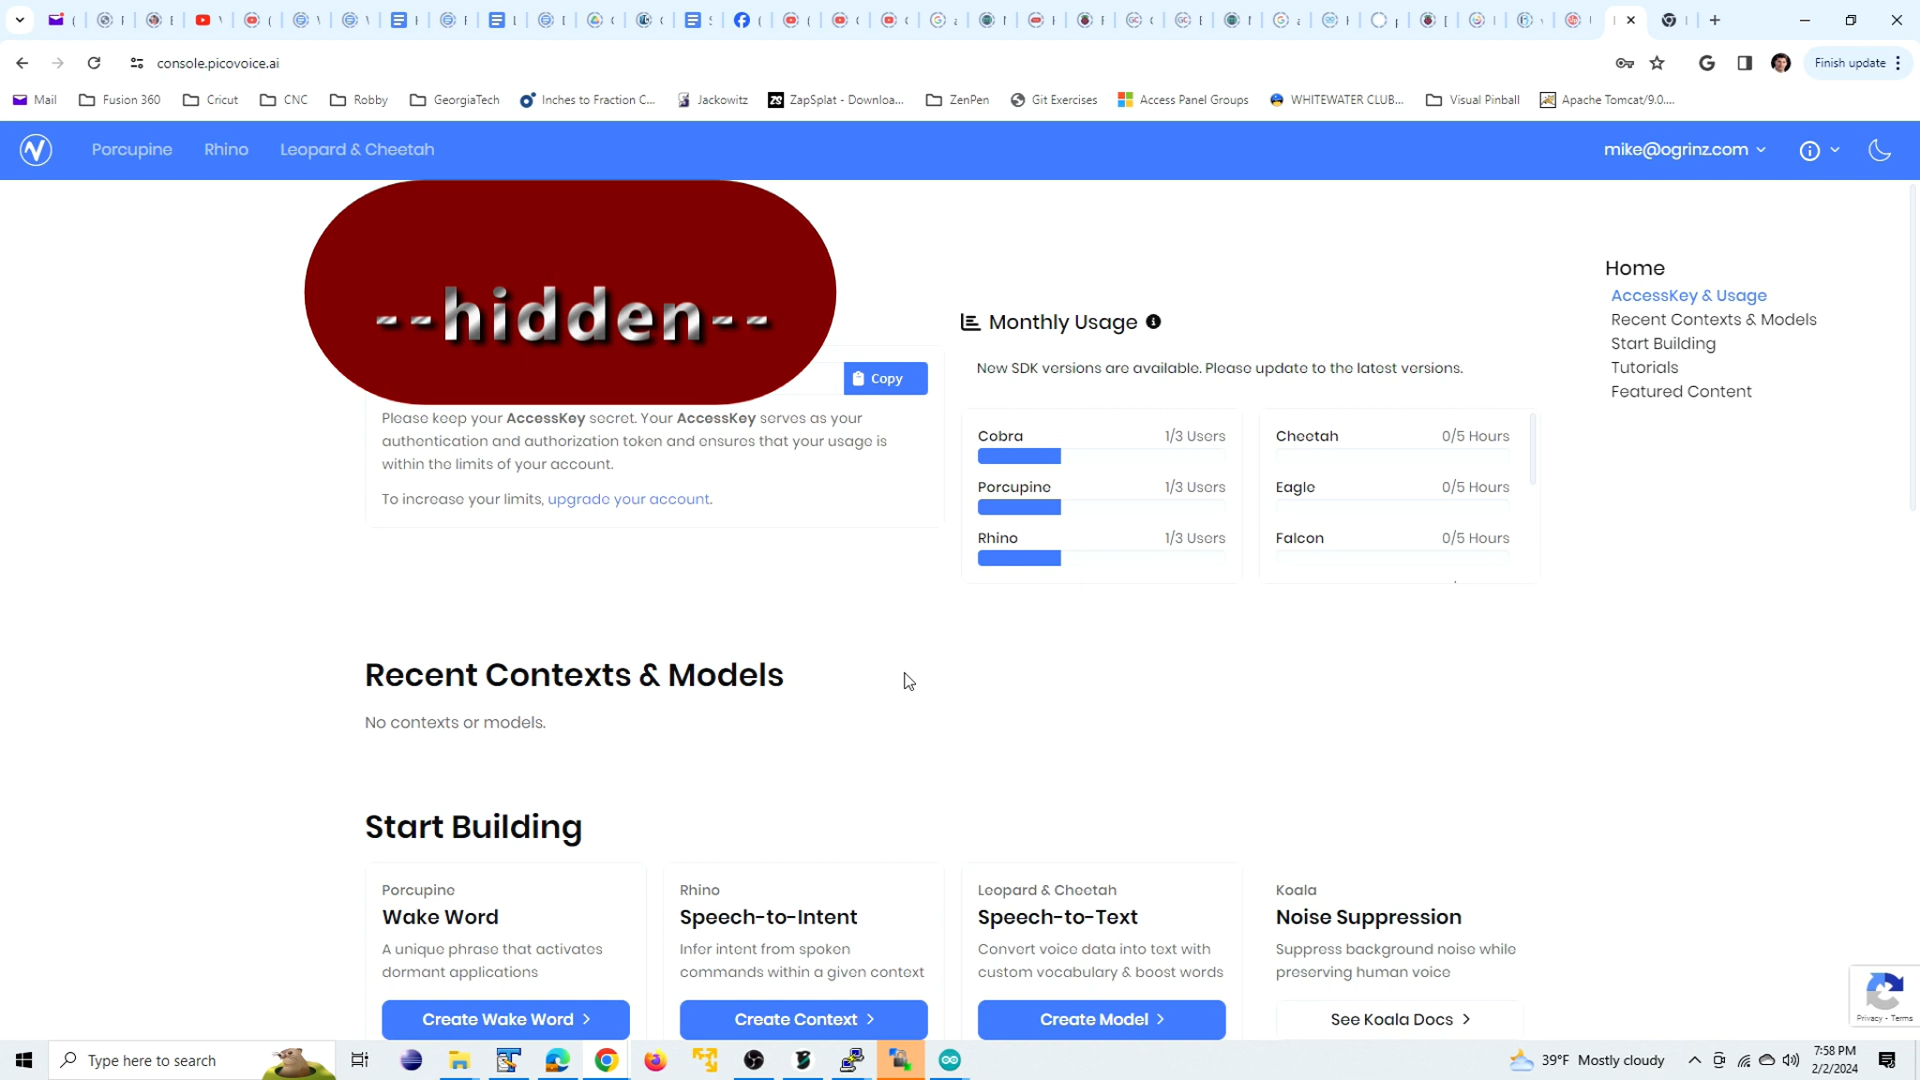 console.picovoice.ai
Finish update
Mail
Fusion 360
Cricut
CNC
Robby
GeorgiaTech
Inches to Fraction C...
Jackowitz
ZapSplat - Downloa...
ZenPen
Git Exercises
Access Panel Groups
WHITEWATER CLUB...
Visual Pinball
Apache Tomcat/9.0....
Porcupine
Rhino
Leopard & Cheetah
mike@ogrinz.com
--hidden--
Copy
Please keep your AccessKey secret. Your AccessKey serves as your
authentication and authorization token and ensures that your usage is
within the limits of your account.
To increase your limits, upgrade your account.
Monthly Usage
New SDK versions are available. Please update to the latest versions.
Cobra 1/3 Users
Porcupine 1/3 Users
Rhino 1/3 Users
Cheetah 0/5 Hours
Eagle 0/5 Hours
Falcon 0/5 Hours
Home
AccessKey & Usage
Recent Contexts & Models
Start Building
Tutorials
Featured Content
Recent Contexts & Models
No contexts or models.
Start Building
Porcupine
Wake Word
A unique phrase that activates
dormant applications
Create Wake Word
Rhino
Speech-to-Intent
Infer intent from spoken
commands within a given context
Create Context
Leopard & Cheetah
Speech-to-Text
Convert voice data into text with
custom vocabulary & boost words
Create Model
Koala
Noise Suppression
Suppress background noise while
preserving human voice
See Koala Docs
Privacy - Terms
Type here to search
39°F Mostly cloudy
7:58 PM
2/2/2024